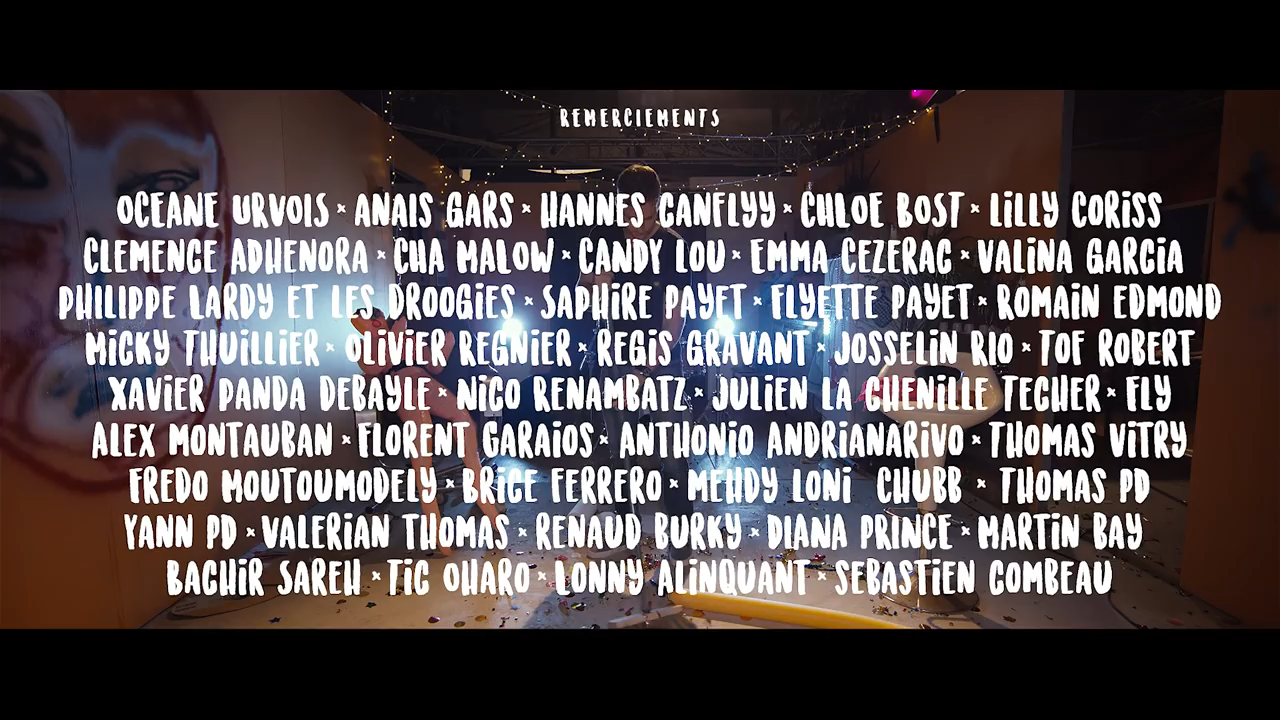 REMERCIEMENTS
OCEANE URVOIS × ANAIS GARS × HANNES CANFLYY × CHLOE BOST × LILLY CORISS
CLEMENCE ADHENORA × CHA MALOW × CANDY LOU × EMMA CEZERAC × VALINA GARCIA
PHILIPPE LARDY ET LES DROOGIES × SAPHIRE PAYET × FLYETTE PAYET × ROMAIN EDMOND
MICKY THUILLIER × OLIVIER REGNIER × REGIS GRAVANT × JOSSELIN RIO × TOF ROBERT
XAVIER PANDA DEBAYLE × NICO RENAMBATZ × JULIEN LA CHENILLE TECHER × FLY
ALEX MONTAUBAN × FLORENT GARAIOS × ANTHONIO ANDRIANARIVO × THOMAS VITRY
FREDO MOUTOUMODELY × BRICE FERRERO × MEHDY LONI CHUBB × THOMAS PD
YANN PD × VALERIAN THOMAS × RENAUD BURKY × DIANA PRINCE × MARTIN BAY
BACHIR SAREH × TIC OHARO × LONNY ALINQUANT × SEBASTIEN COMBEAU